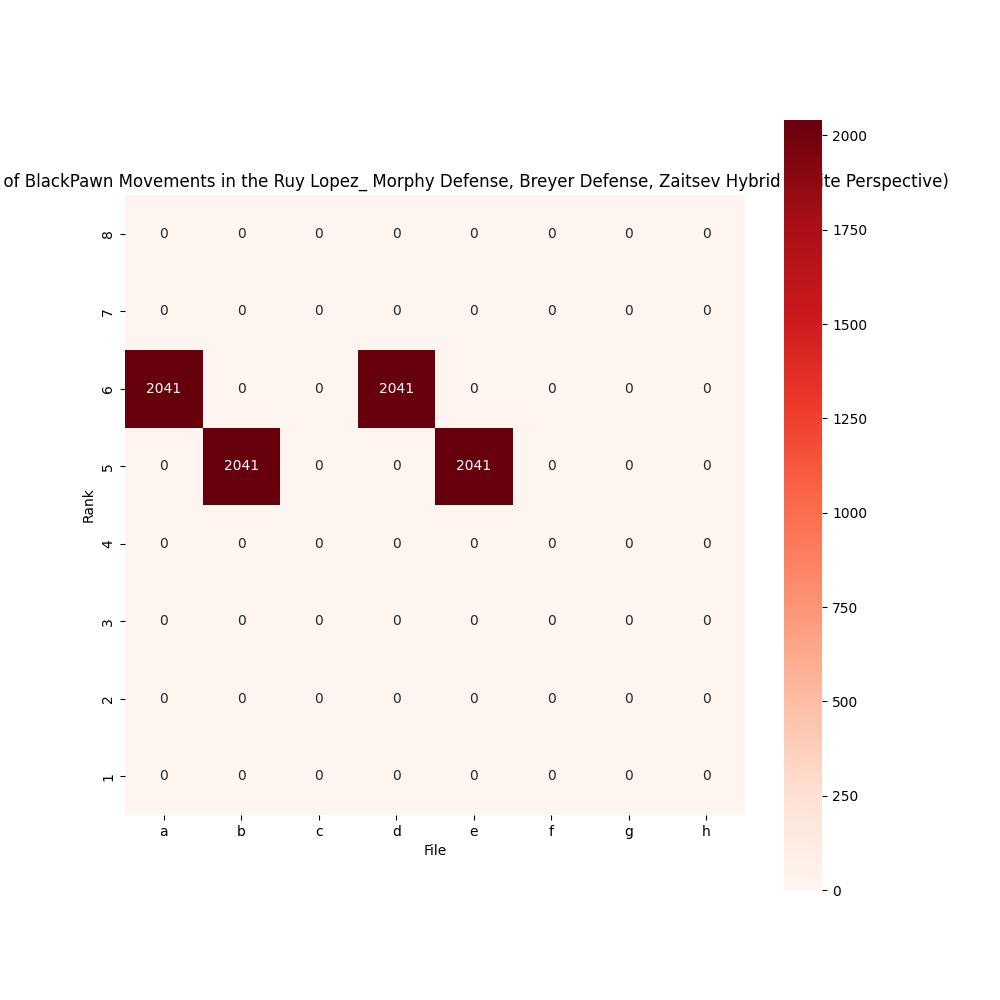 of BlackPawn Movements in the Ruy Lopez_ Morphy Defense, Breyer Defense, Zaitsev Hybrid Perspective)
2000
1750
1500
1250
1000
750
500
250
0
Rank
8 0 0 0 0 0 0 0 0
7 0 0 0 0 0 0 0 0
6 2041 0 0 2041 0 0 0 0
5 0 2041 0 0 2041 0 0 0
4 0 0 0 0 0 0 0 0
3 0 0 0 0 0 0 0 0
2 0 0 0 0 0 0 0 0
1 0 0 0 0 0 0 0 0
a b c d e f g h
File